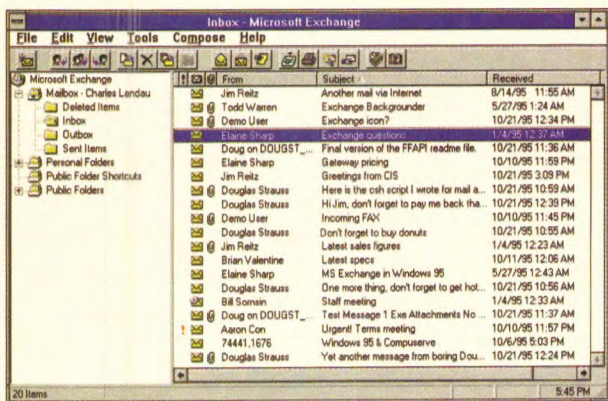 Inbox - Microsoft Exchange
File Edit View Tools Compose Help
Microsoft Exchange
Mailbox - Charles Landau
Deleted Items
Inbox
Outbox
Sent Items
Personal Folders
Public Folder Shortcuts
Public Folders
! From Subject Received
Jim Reitz Another mail via Internet 8/14/95 11:55 AM
Todd Warren Exchange Backgrounder 5/27/95 1:24 AM
Demo User Exchange icon? 10/21/95 12:34 PM
Elaine Sharp Exchange questions 1/4/95 12:37 AM
Doug on DOUGST_... Final version of the FFAPI readme file. 10/21/95 11:36 AM
Elaine Sharp Gateway pricing 10/10/95 11:59 PM
Jim Reitz Greetings from CIS 10/21/95 3:09 PM
Douglas Strauss Here is the csh script I wrote for mail a... 10/21/95 10:59 AM
Douglas Strauss Hi Jim, don't forget to pay me back tha... 10/21/95 12:39 PM
Demo User Incoming FAX 10/10/95 11:45 PM
Douglas Strauss Don't forget to buy donuts 10/21/95 10:55 AM
Jim Reitz Latest sales figures 1/4/95 12:23 AM
Brian Valentine Latest specs 10/11/95 12:06 AM
Elaine Sharp MS Exchange in Windows 95 5/27/95 12:43 AM
Douglas Strauss One more thing, don't forget to get hot... 10/21/95 10:56 AM
Bill Sornsin Staff meeting 1/4/95 12:33 AM
Doug on DOUGST_... Test Message 1 Exe Attachments No ... 10/21/95 11:37 AM
! Aaron Con Urgent! Terms meeting 10/10/95 11:57 PM
74441,1676 Windows 95 & Compuserve 10/6/95 5:03 PM
Douglas Strauss Yet another message from boring Dou... 10/21/95 12:24 PM
20 Items 5:45 PM